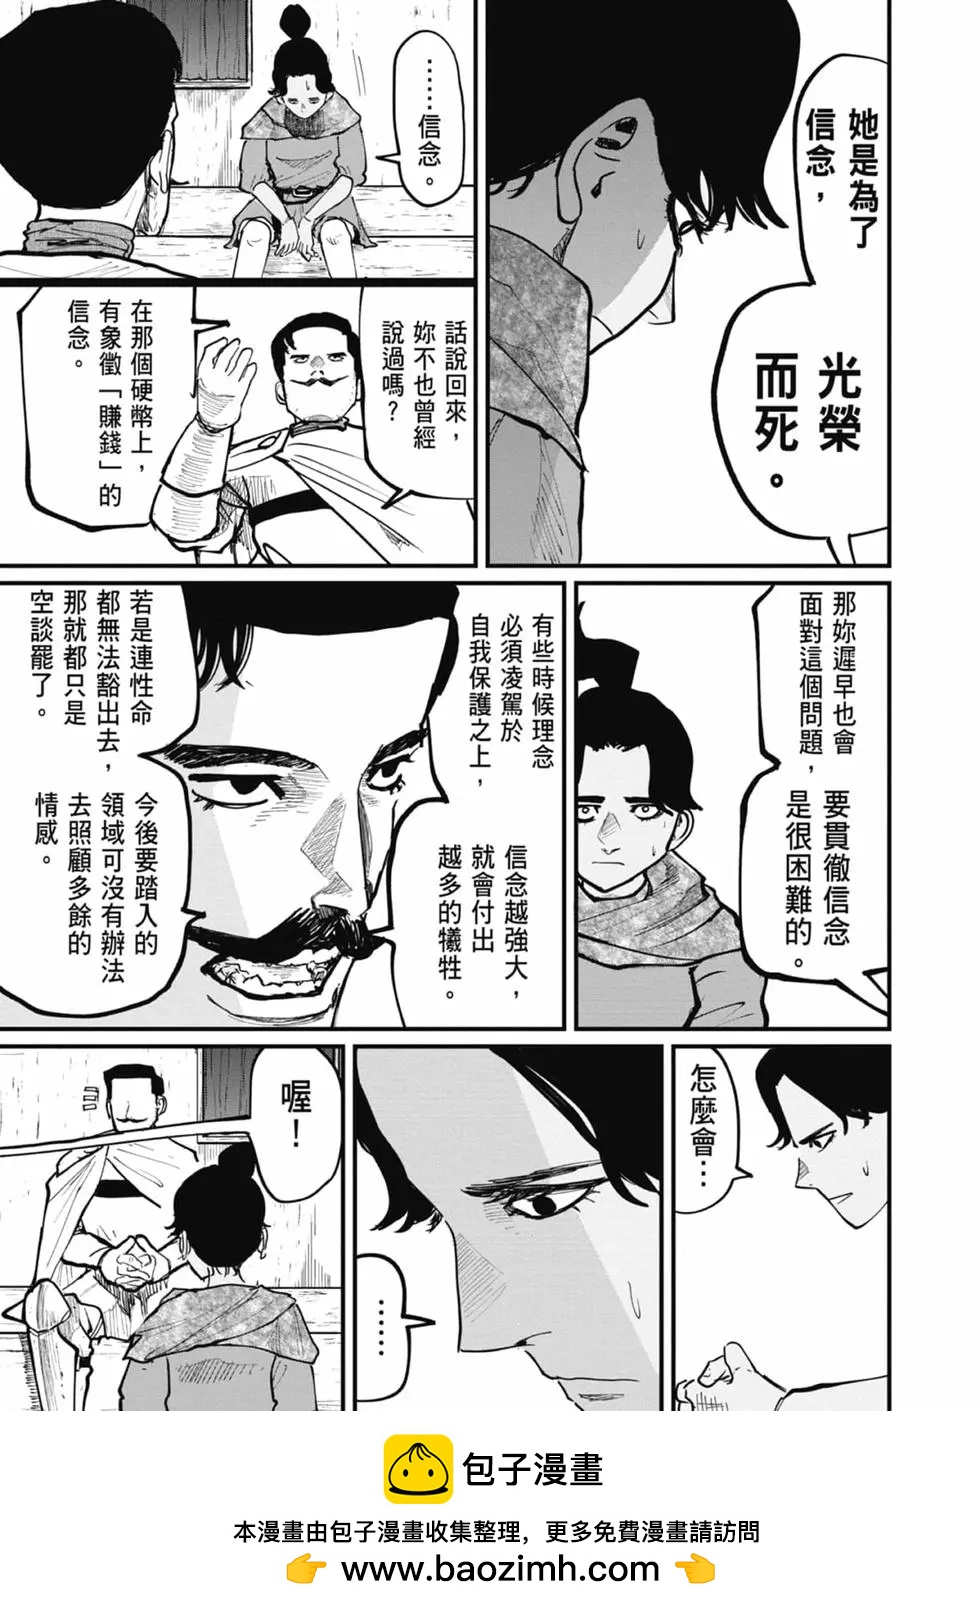 她是為了
信念，
光榮
而死。
……信念。
話說回來，
妳不也曾經
說過嗎？
在那個硬幣上，
有象徵「賺錢」的
信念。
那妳遲早也會
面對這個問題，
要貫徹信念
是很困難的。
有些時候理念
必須凌駕於
自我保護之上，
信念越強大，
就會付出
越多的犧牲。
若是連性命
都無法豁出去，
那就都只是
空談罷了。
今後要踏入的
領域可沒有辦法
去照顧多餘的
情感。
怎麼會…
……
喔！
包子漫畫
本漫畫由包子漫畫收集整理，更多免費漫畫請訪問
👉 www.baozimh.com 👈